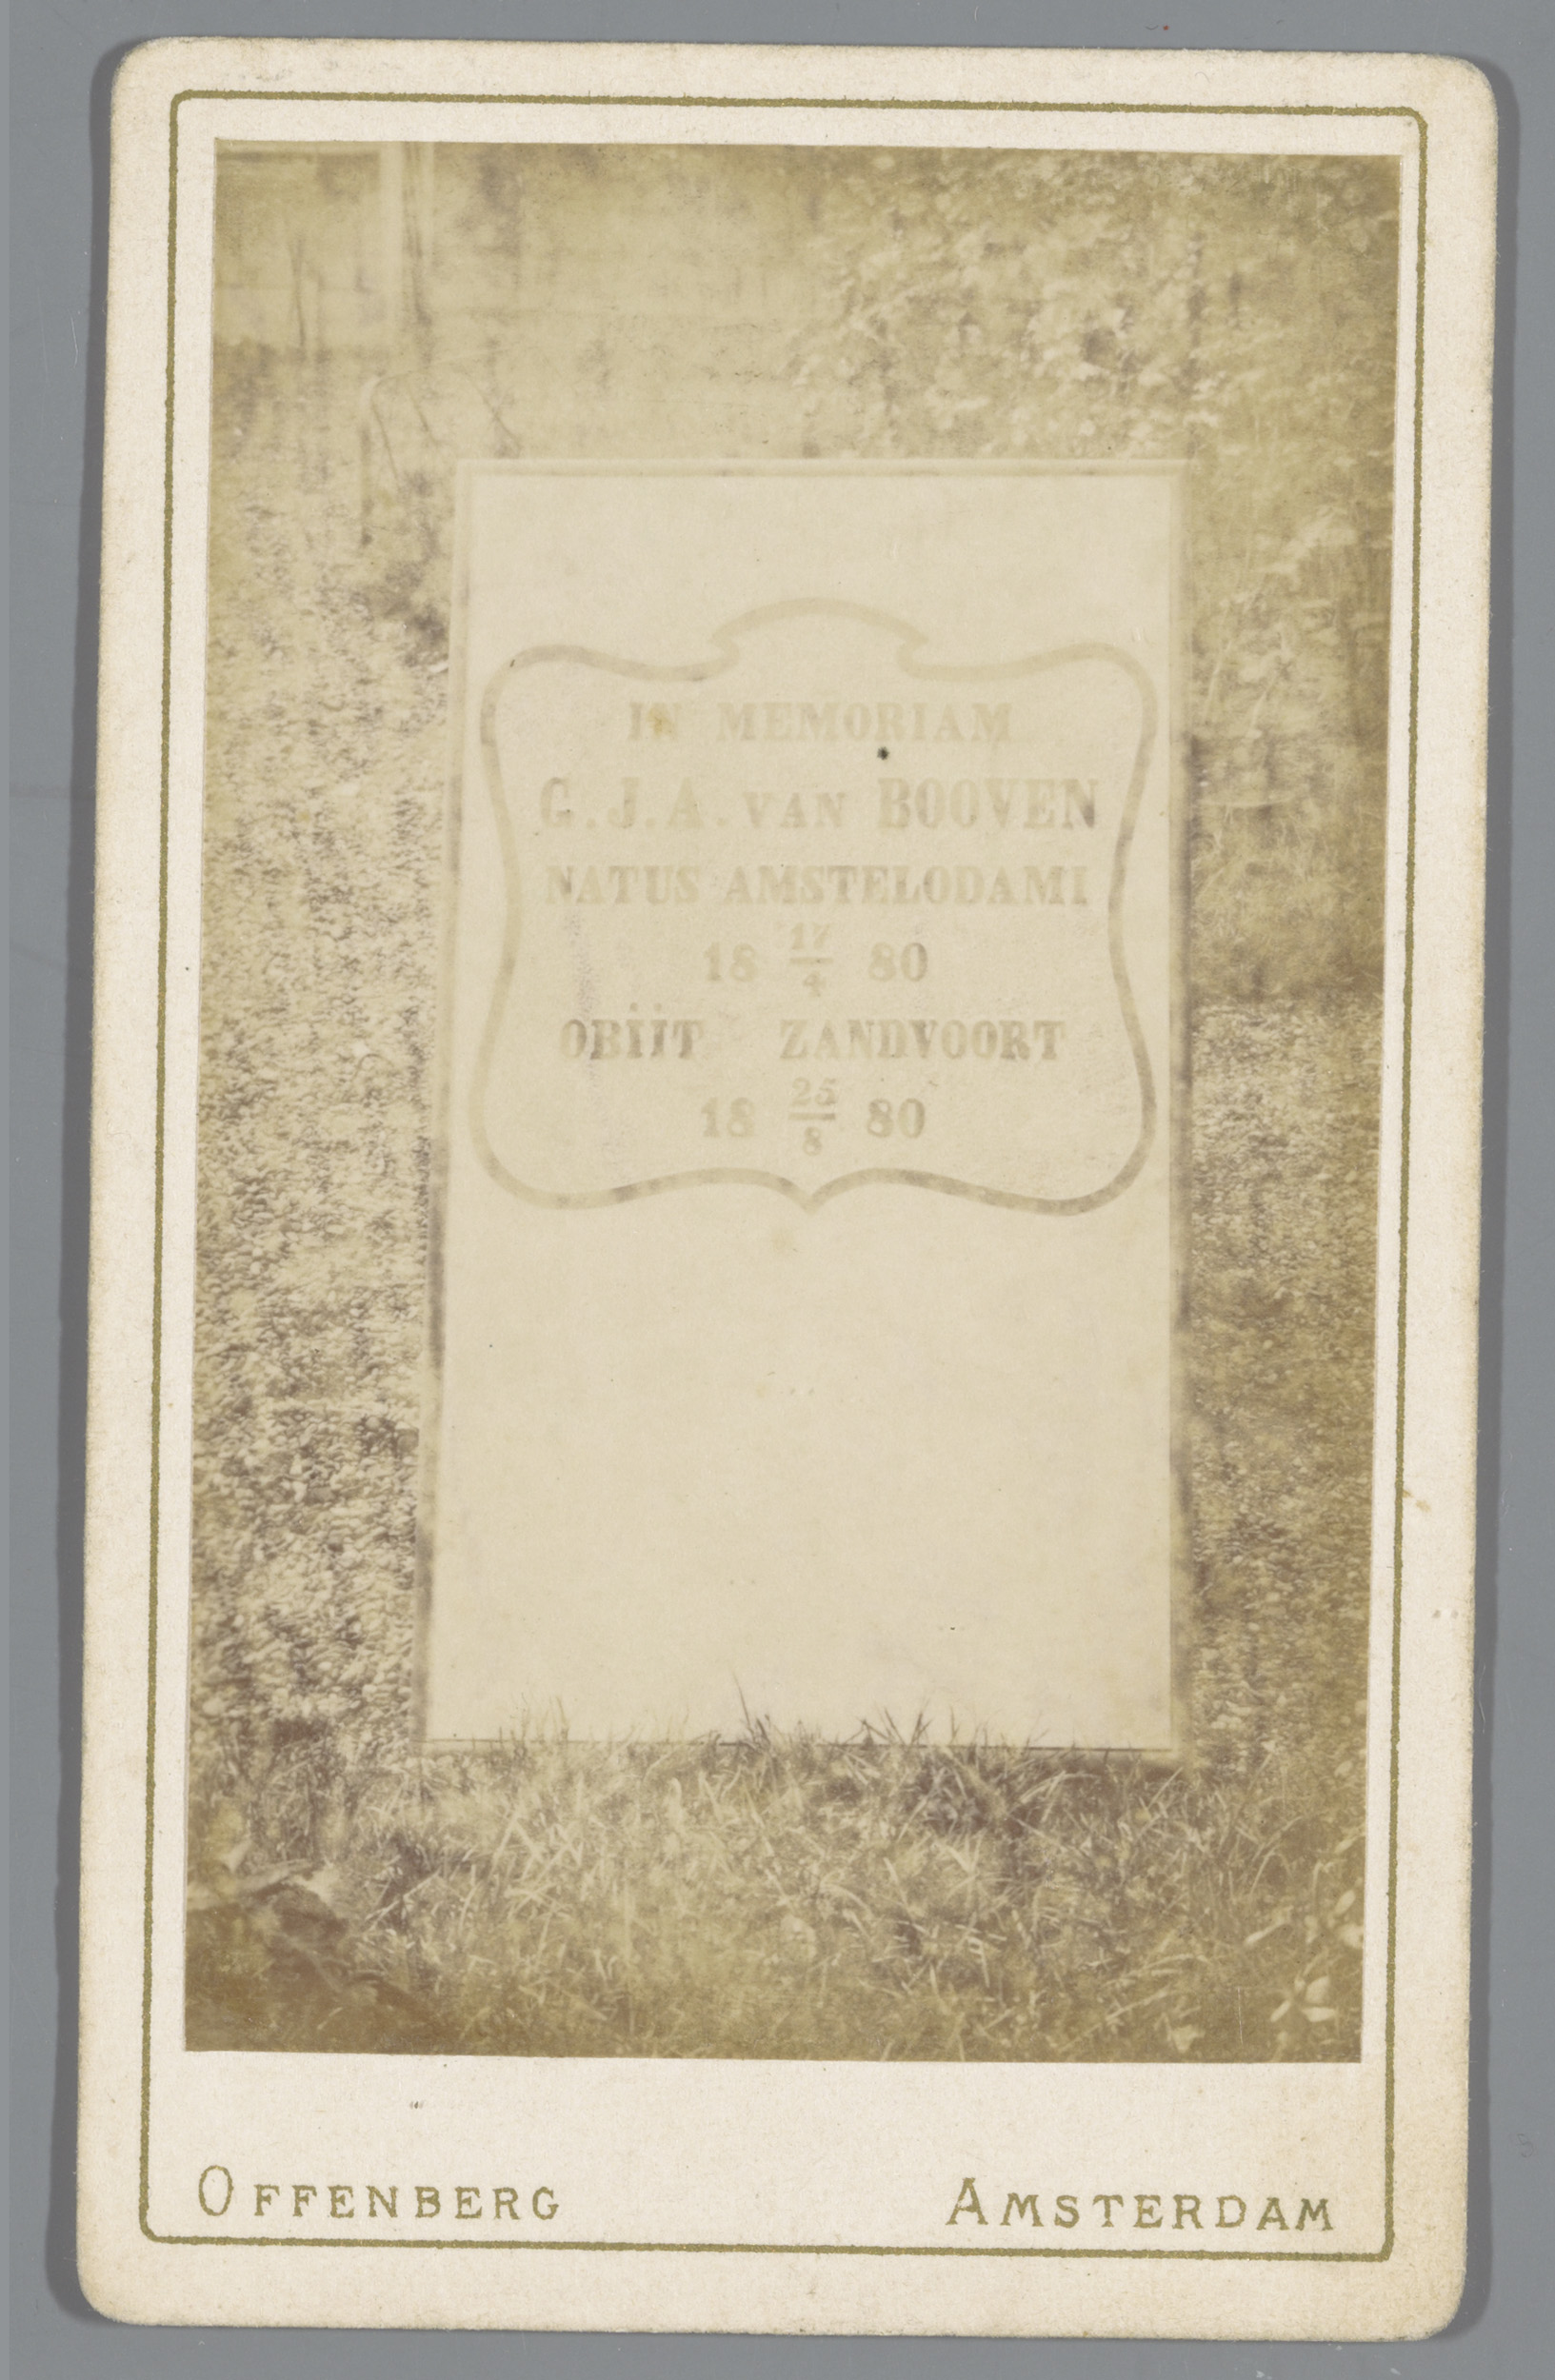 IN MEMORIAM
G.J.A. VAN BOOVEN
NATUS AMSTELODAMI
18 17/4 80
OBIIT ZANDVOORT
18 25/8 80
OFFENBERG AMSTERDAM